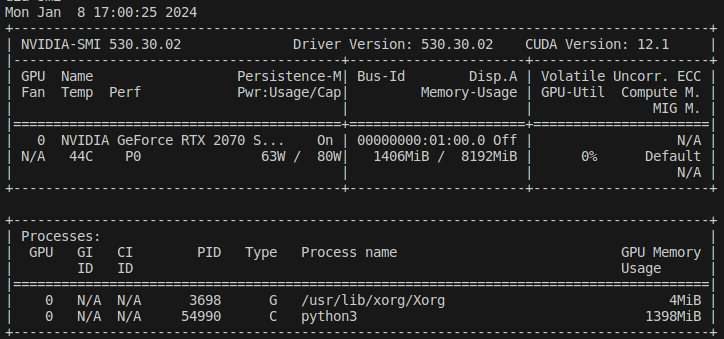 Mon Jan  8 17:00:25 2024
+-----------------------------------------------------------------------------------------+
| NVIDIA-SMI 530.30.02              Driver Version: 530.30.02    CUDA Version: 12.1     |
|-----------------------------------------+----------------------+----------------------+
| GPU  Name                  Persistence-M| Bus-Id        Disp.A | Volatile Uncorr. ECC |
| Fan  Temp  Perf            Pwr:Usage/Cap|         Memory-Usage | GPU-Util  Compute M. |
|                                         |                      |               MIG M. |
|=========================================+======================+======================|
|   0  NVIDIA GeForce RTX 2070 S...    On | 00000000:01:00.0 Off |                  N/A |
| N/A   44C    P0               63W /  80W|   1406MiB /  8192MiB |      0%      Default |
|                                         |                      |                  N/A |
+-----------------------------------------+----------------------+----------------------+
+---------------------------------------------------------------------------------------+
| Processes:                                                                            |
|  GPU   GI   CI        PID   Type   Process name                            GPU Memory |
|        ID   ID                                                             Usage      |
|=======================================================================================|
|    0   N/A  N/A      3698      G   /usr/lib/xorg/Xorg                            4MiB |
|    0   N/A  N/A     54990      C   python3                                    1398MiB |
+---------------------------------------------------------------------------------------+